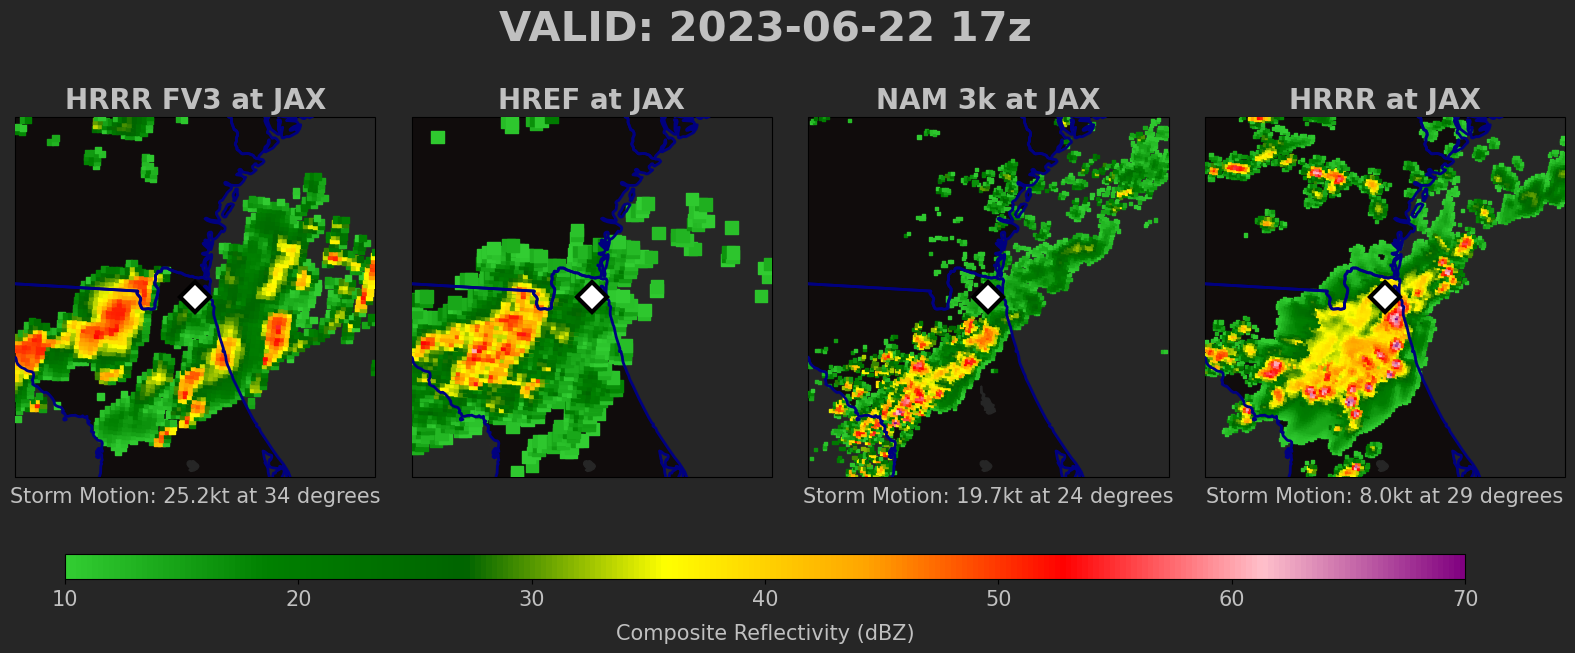 VALID: 2023-06-22 17z
HRRR FV3 at JAX
HREF at JAX
NAM 3k at JAX
HRRR at JAX
Storm Motion: 25.2kt at 34 degrees
Storm Motion: 19.7kt at 24 degrees
Storm Motion: 8.0kt at 29 degrees
10 20 30 40 50 60 70
Composite Reflectivity (dBZ)